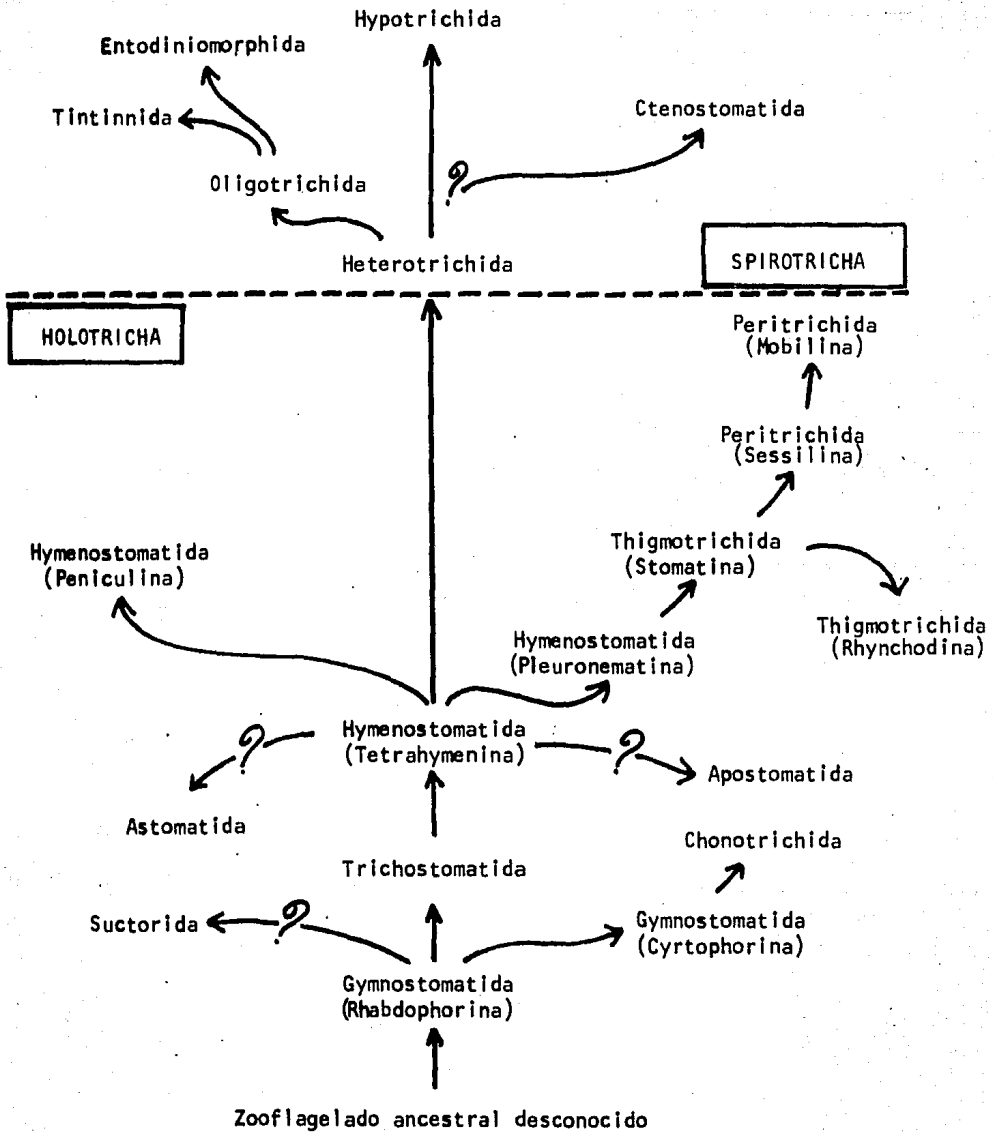 Hypotrichida
Entodiniomorphida
Tintinnida
Ctenostomatida
?
Oligotrichida
Heterotrichida
SPIROTRICHA
HOLOTRICHA
Peritrichida
(Mobilina)
Peritrichida
(Sessilina)
Hymenostomatida
(Peniculina)
Thigmotrichida
(Stomatina)
Thigmotrichida
(Rhynchodina)
Hymenostomatida
(Pleuronematina)
Hymenostomatida
(Tetrahymenina)
?
?
Apostomatida
Astomatida
Chonotrichida
Trichostomatida
Suctorida
?
Gymnostomatida
(Cyrtophorina)
Gymnostomatida
(Rhabdophorina)
Zooflagelado ancestral desconocido